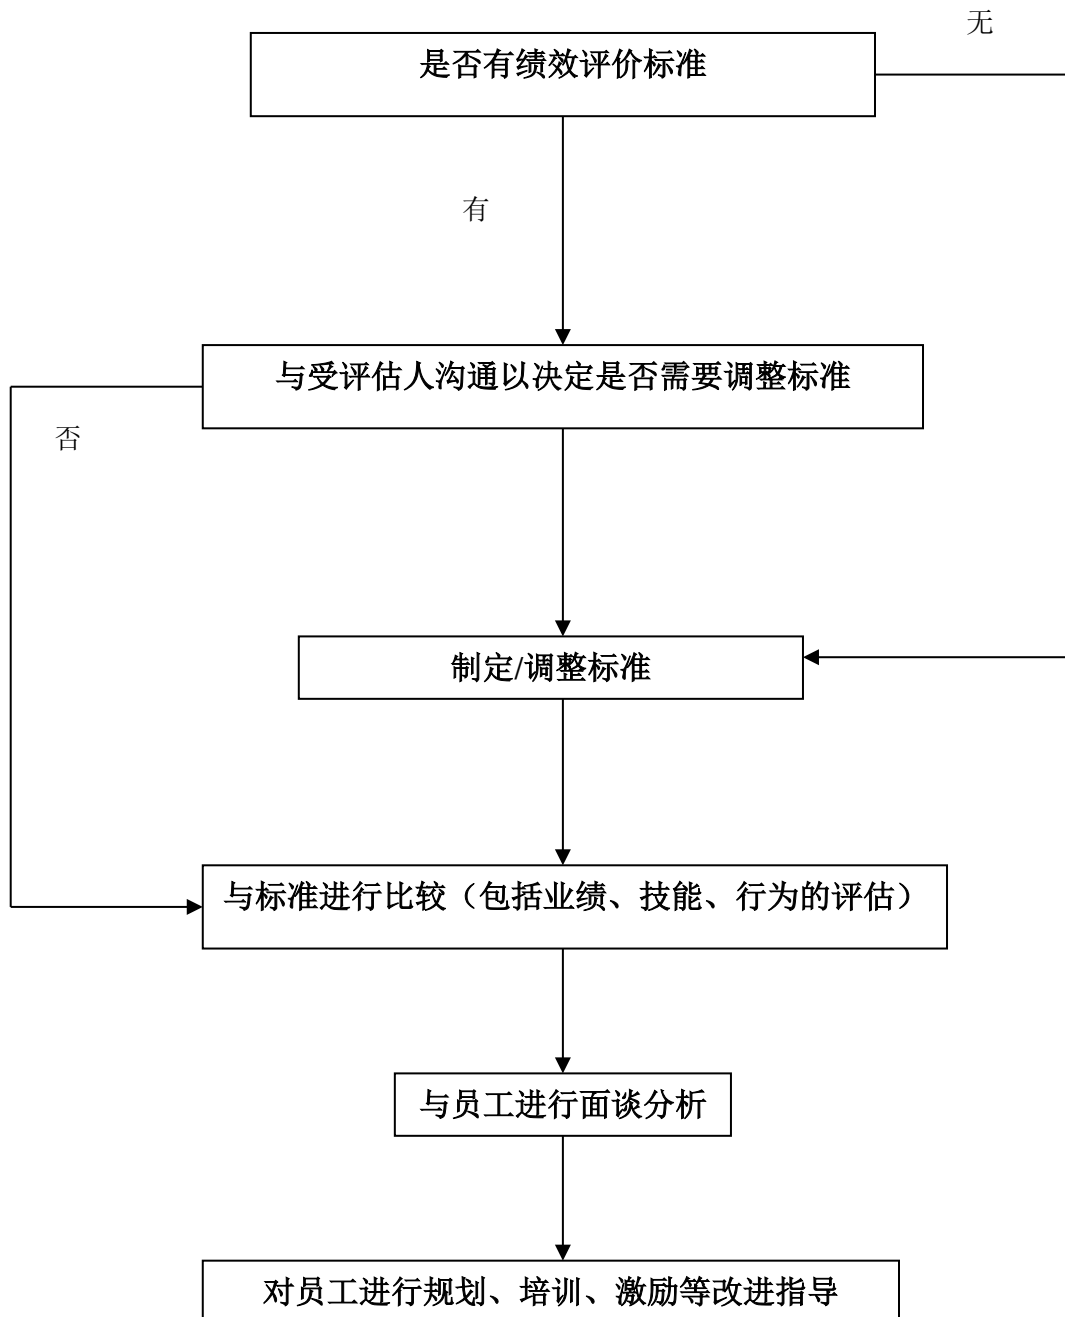 无
是否有绩效评价标准
有
与受评估人沟通以决定是否需要调整标准
否
制定/调整标准
与标准进行比较（包括业绩、技能、行为的评估）
与员工进行面谈分析
对员工进行规划、培训、激励等改进指导